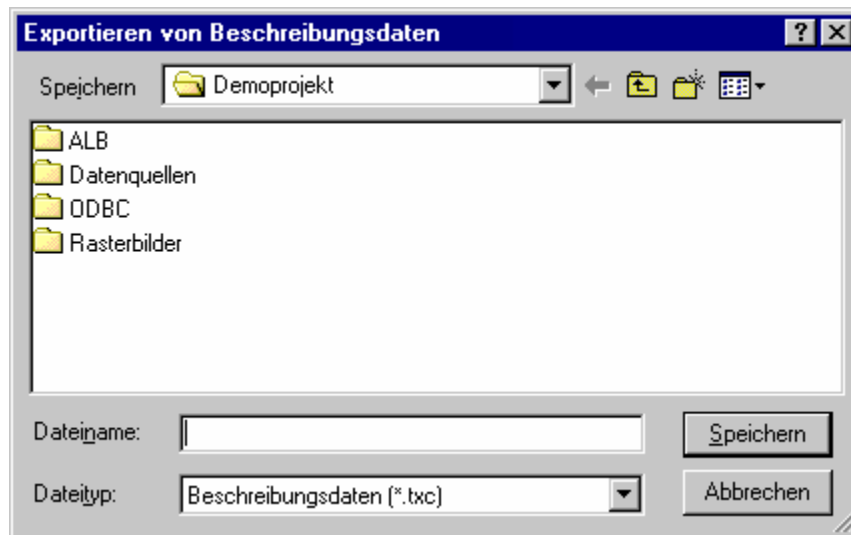 Exportieren von Beschreibungsdaten
Speichern Demoprojekt
ALB
Datenquellen
ODBC
Rasterbilder
Dateiname: Speichern
Dateityp: Beschreibungsdaten (*.txc) Abbrechen